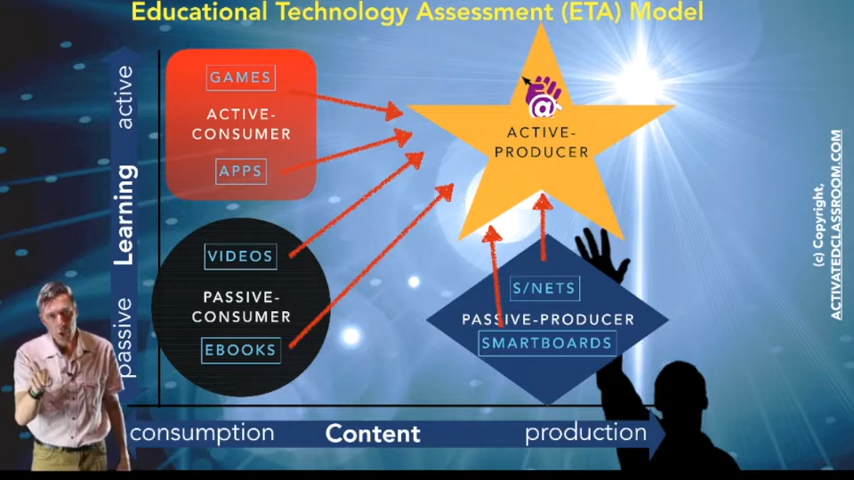 Educational Technology Assessment (ETA) Model
active
Learning
passive
GAMES
ACTIVE-
CONSUMER
APPS
@
ACTIVE-
PRODUCER
VIDEOS
PASSIVE-
CONSUMER
EBOOKS
S/NETS
PASSIVE-PRODUCER
SMARTBOARDS
consumption
Content
production
(c) Copyright,
ACTIVATEDCLASSROOM.COM